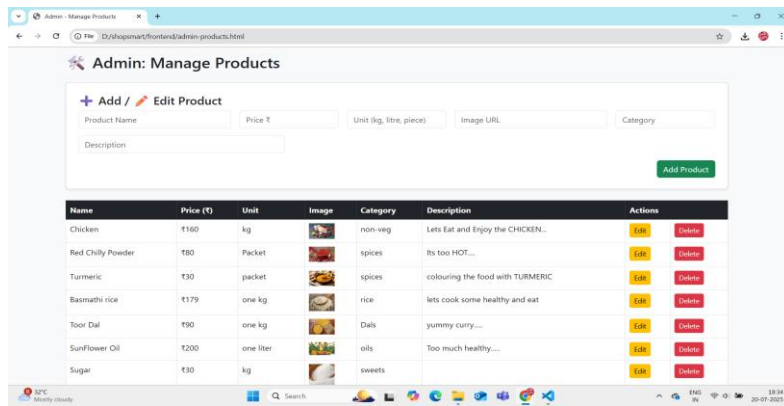 Admin - Manage Products
File D:/shopsmart/frontend/admin-products.html
Admin: Manage Products
Add / Edit Product
Product Name Price ₹ Unit (kg, litre, piece) Image URL Category
Description
Add Product
Name Price (₹) Unit Image Category Description Actions
Chicken ₹160 kg non-veg Lets Eat and Enjoy the CHICKEN... Edit Delete
Red Chilly Powder ₹80 Packet spices Its too HOT.... Edit Delete
Turmeric ₹30 packet spices colouring the food with TURMERIC Edit Delete
Basmathi rice ₹179 one kg rice lets cook some healthy and eat Edit Delete
Toor Dal ₹90 one kg Dals yummy curry..... Edit Delete
SunFlower Oil ₹200 one liter oils Too much healthy..... Edit Delete
Sugar ₹30 kg sweets Edit Delete
32°C Search ENG 18:34
Mostly cloudy IN 20-07-2025